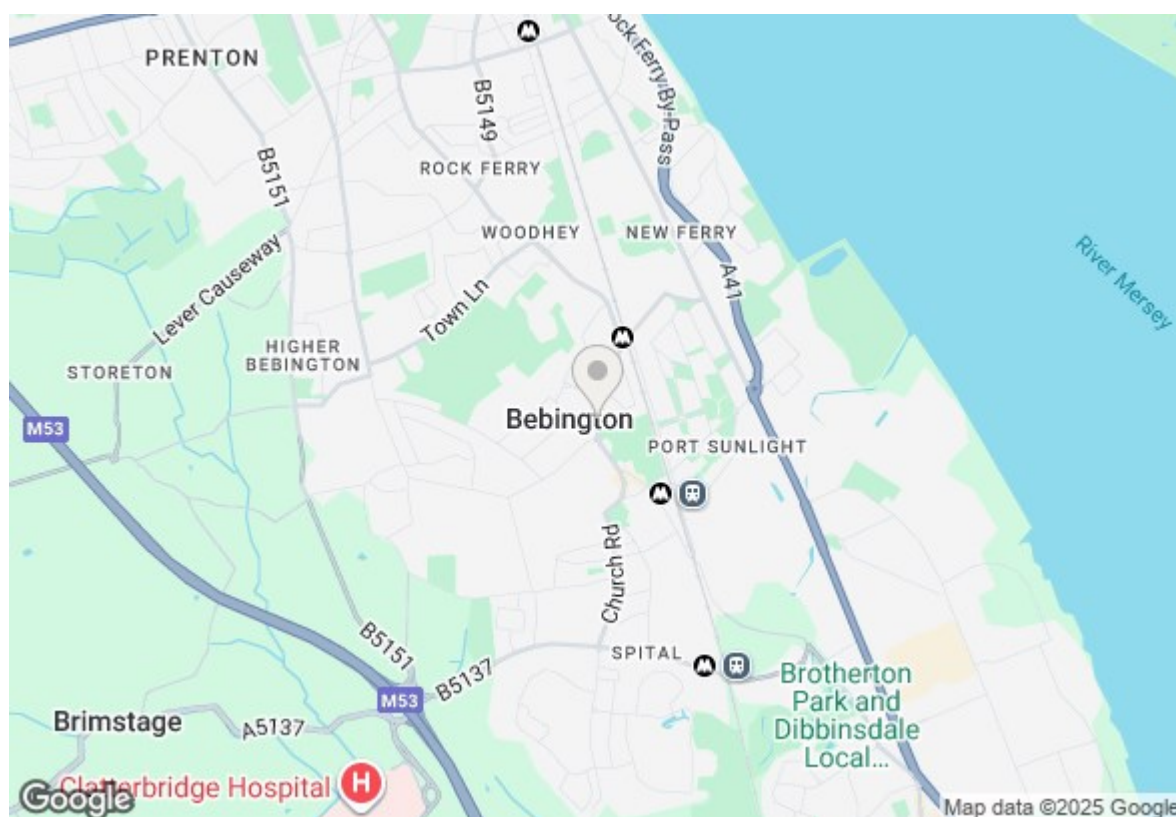 PRENTON
B5149
Rock Ferry By-Pass
B5151
ROCK FERRY
WOODHEY
NEW FERRY
River Mersey
Lever Causeway
A41
Town Ln
HIGHER
BEBINGTON
STORETON
M53
Bebington
PORT SUNLIGHT
Church Rd
B5151
SPITAL
B5137
M53
Brotherton
Park and
Dibbinsdale
Local...
Brimstage
A5137
Clatterbridge Hospital
H
Google
Map data ©2025 Google